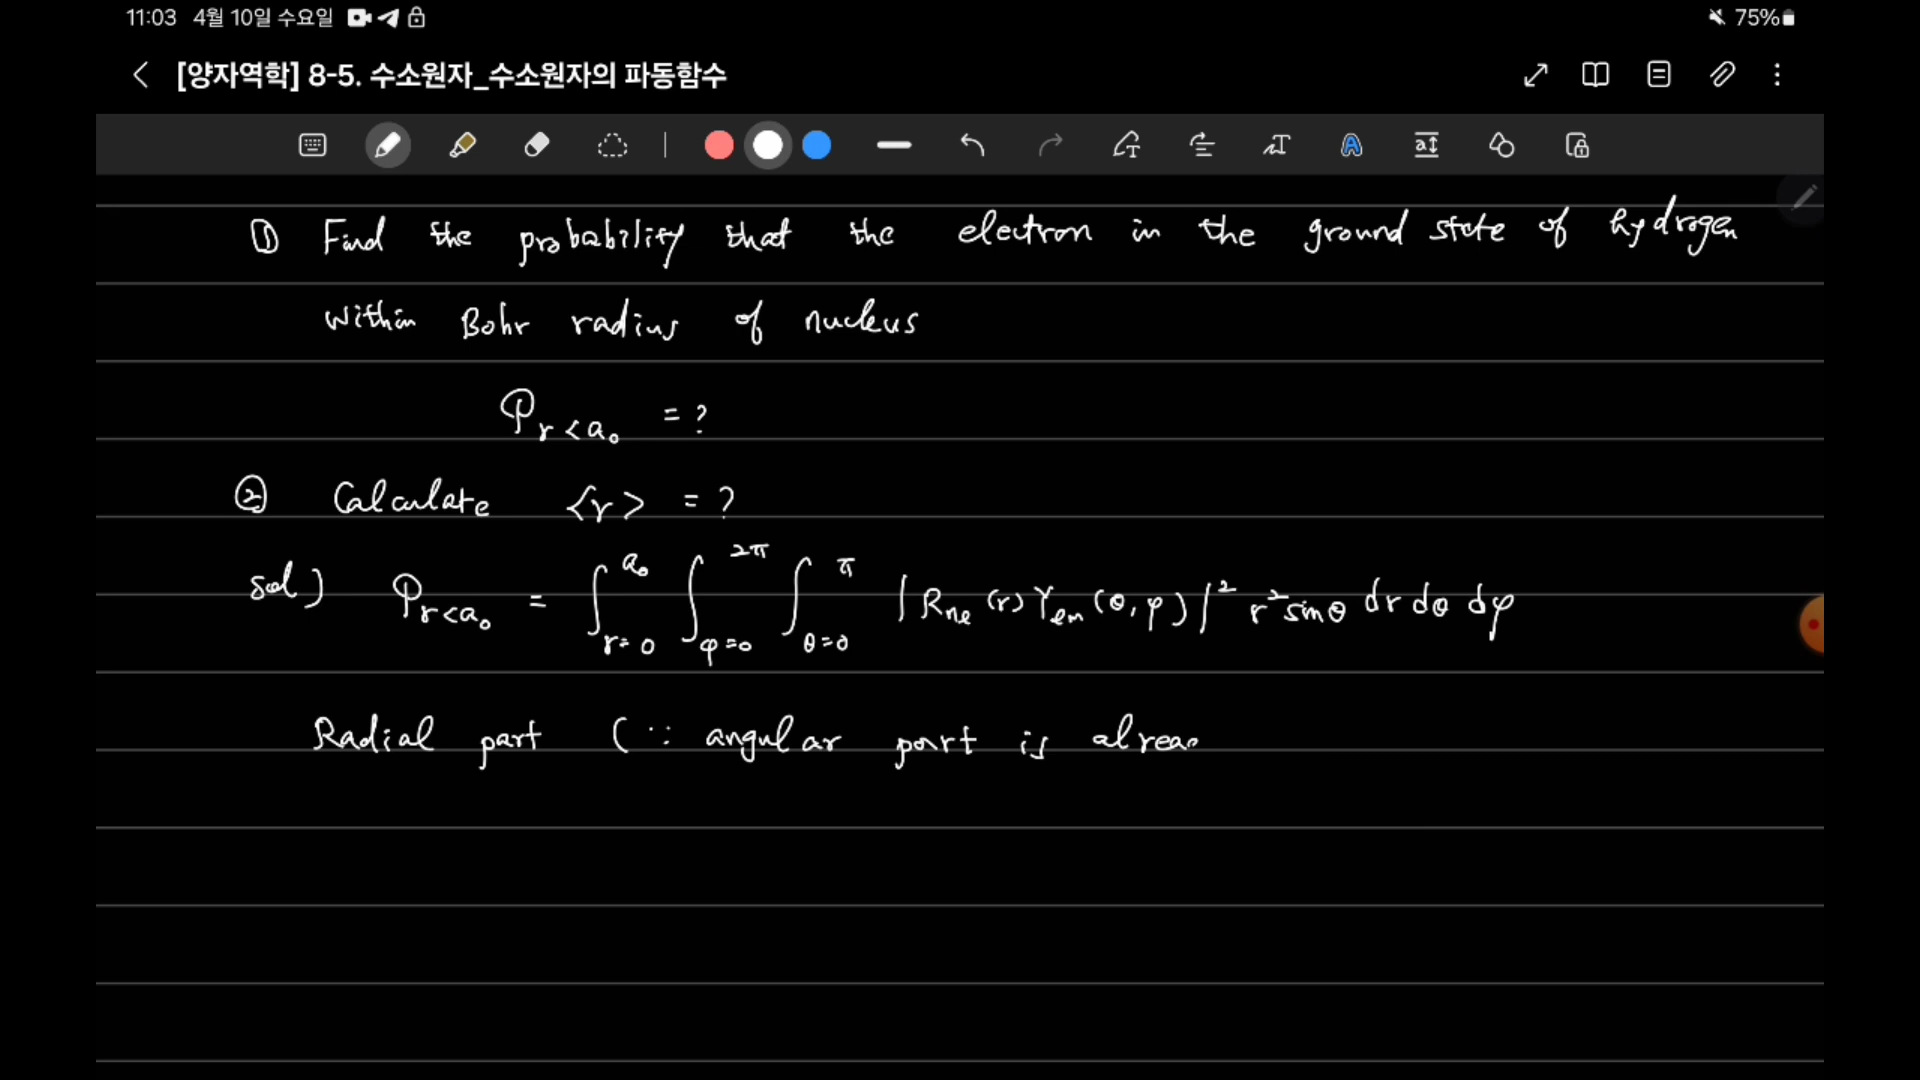 11:03 4월 10일 수요일
75%
[양자역학] 8-5. 수소원자_수소원자의 파동함수
① Find the probability that the electron in the ground state of hydrogen
within Bohr radius of nucleus
P_{r<a₀} = ?
② Calculate <r> = ?
sol) P_{r<a₀} = ∫_{r=0}^{a₀} ∫_{φ=0}^{2π} ∫_{θ=0}^{π} |R_{nℓ}(r) Y_{ℓm}(θ,φ)|² r² sinθ dr dθ dφ
Radial part (∵ angular part is alrea